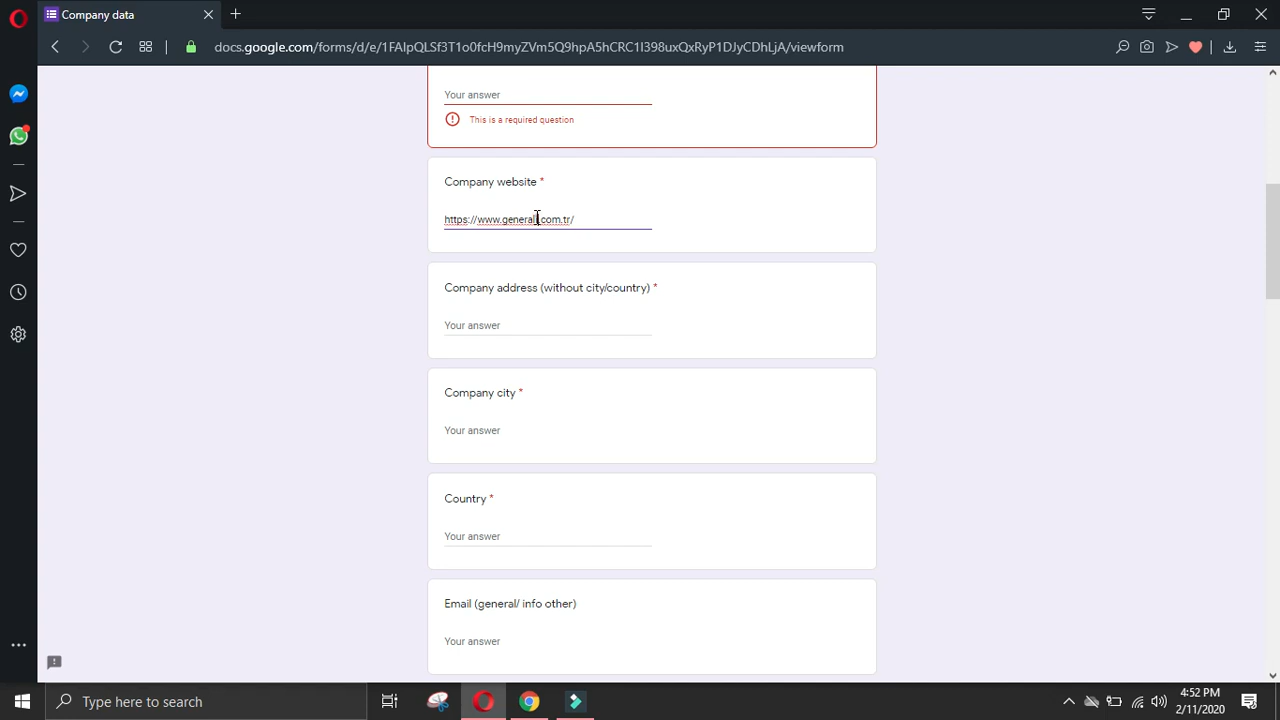 Company data
docs.google.com/forms/d/e/1FAIpQLSf3T1o0fcH9myZVm5Q9hpA5hCRC1I398uxQxRyP1DJyCDhLjA/viewform
Your answer
This is a required question
Company website *
https://www.generali.com.tr/
Company address (without city/country) *
Your answer
Company city *
Your answer
Country *
Your answer
Email (general/ info other)
Your answer
Type here to search
4:52 PM
2/11/2020